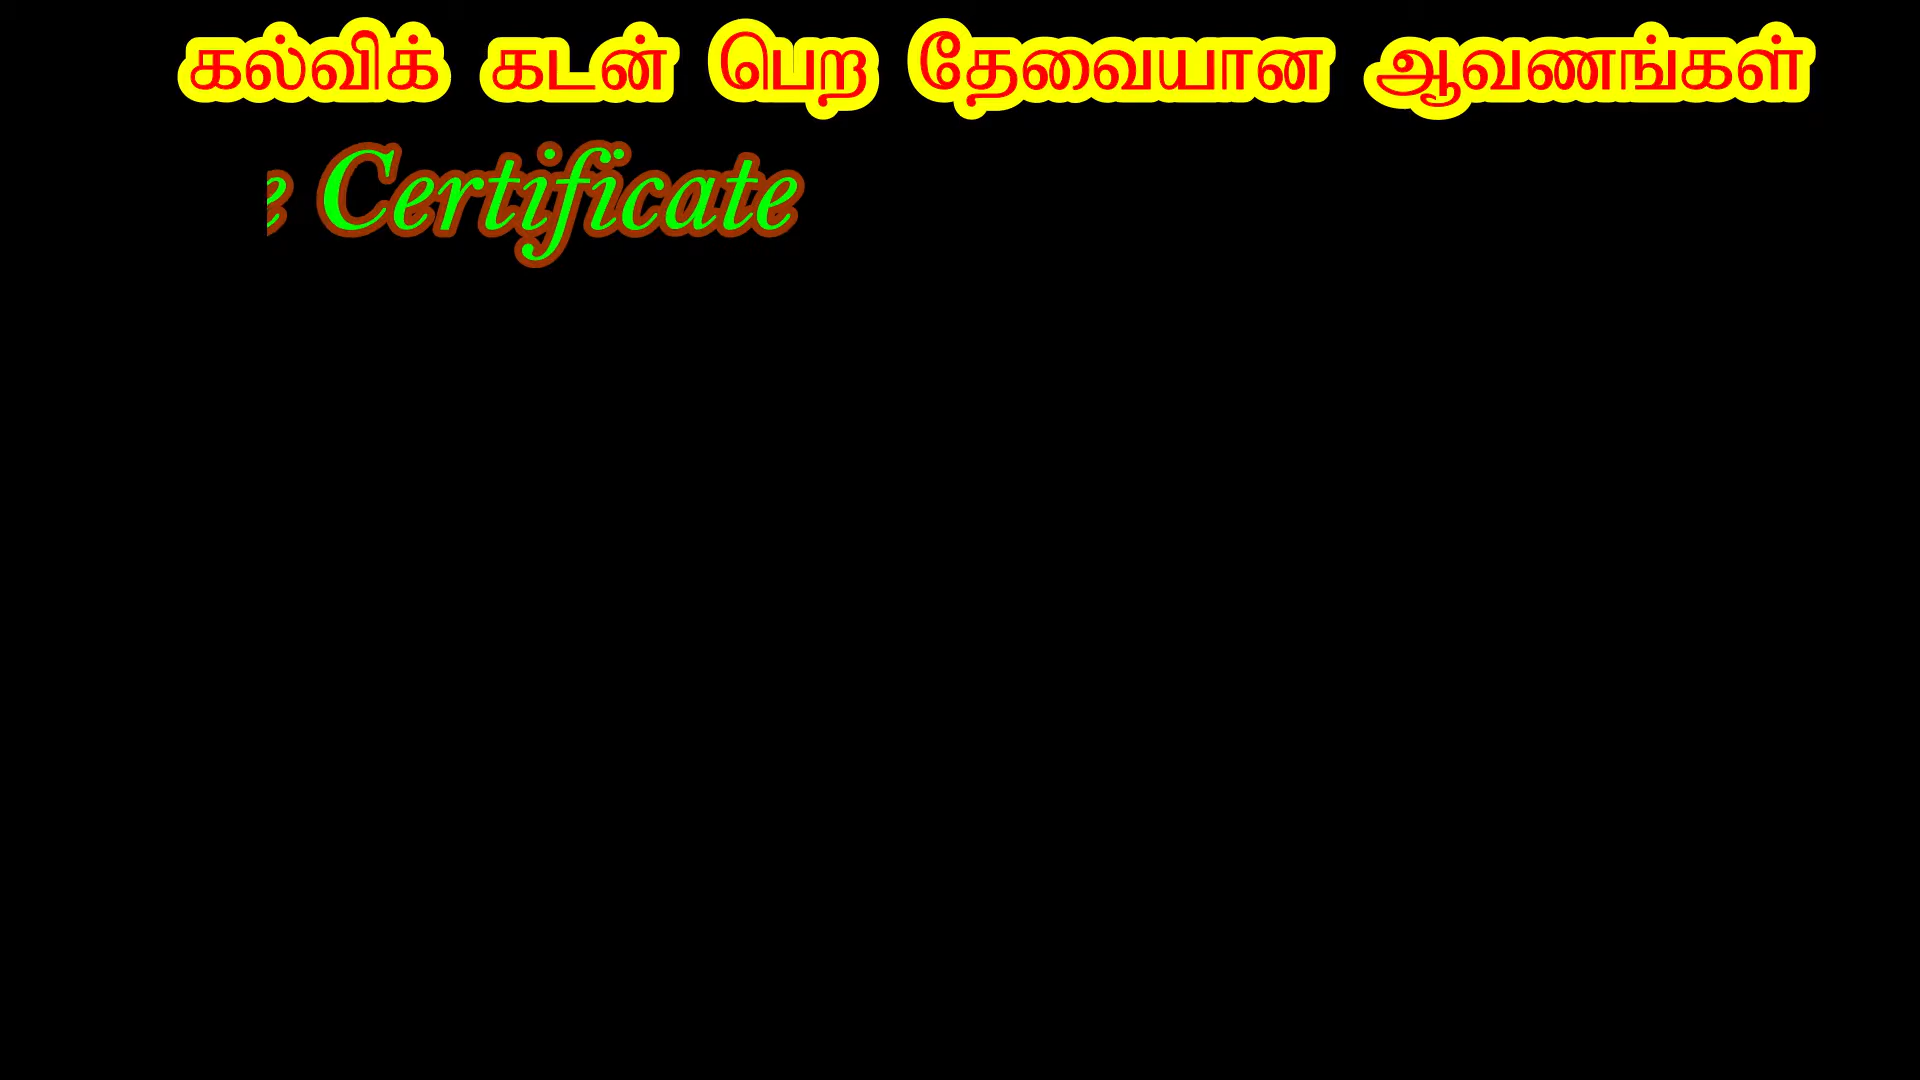 கல்விக் கடன் பெற தேவையான ஆவணங்கள்
Certificate